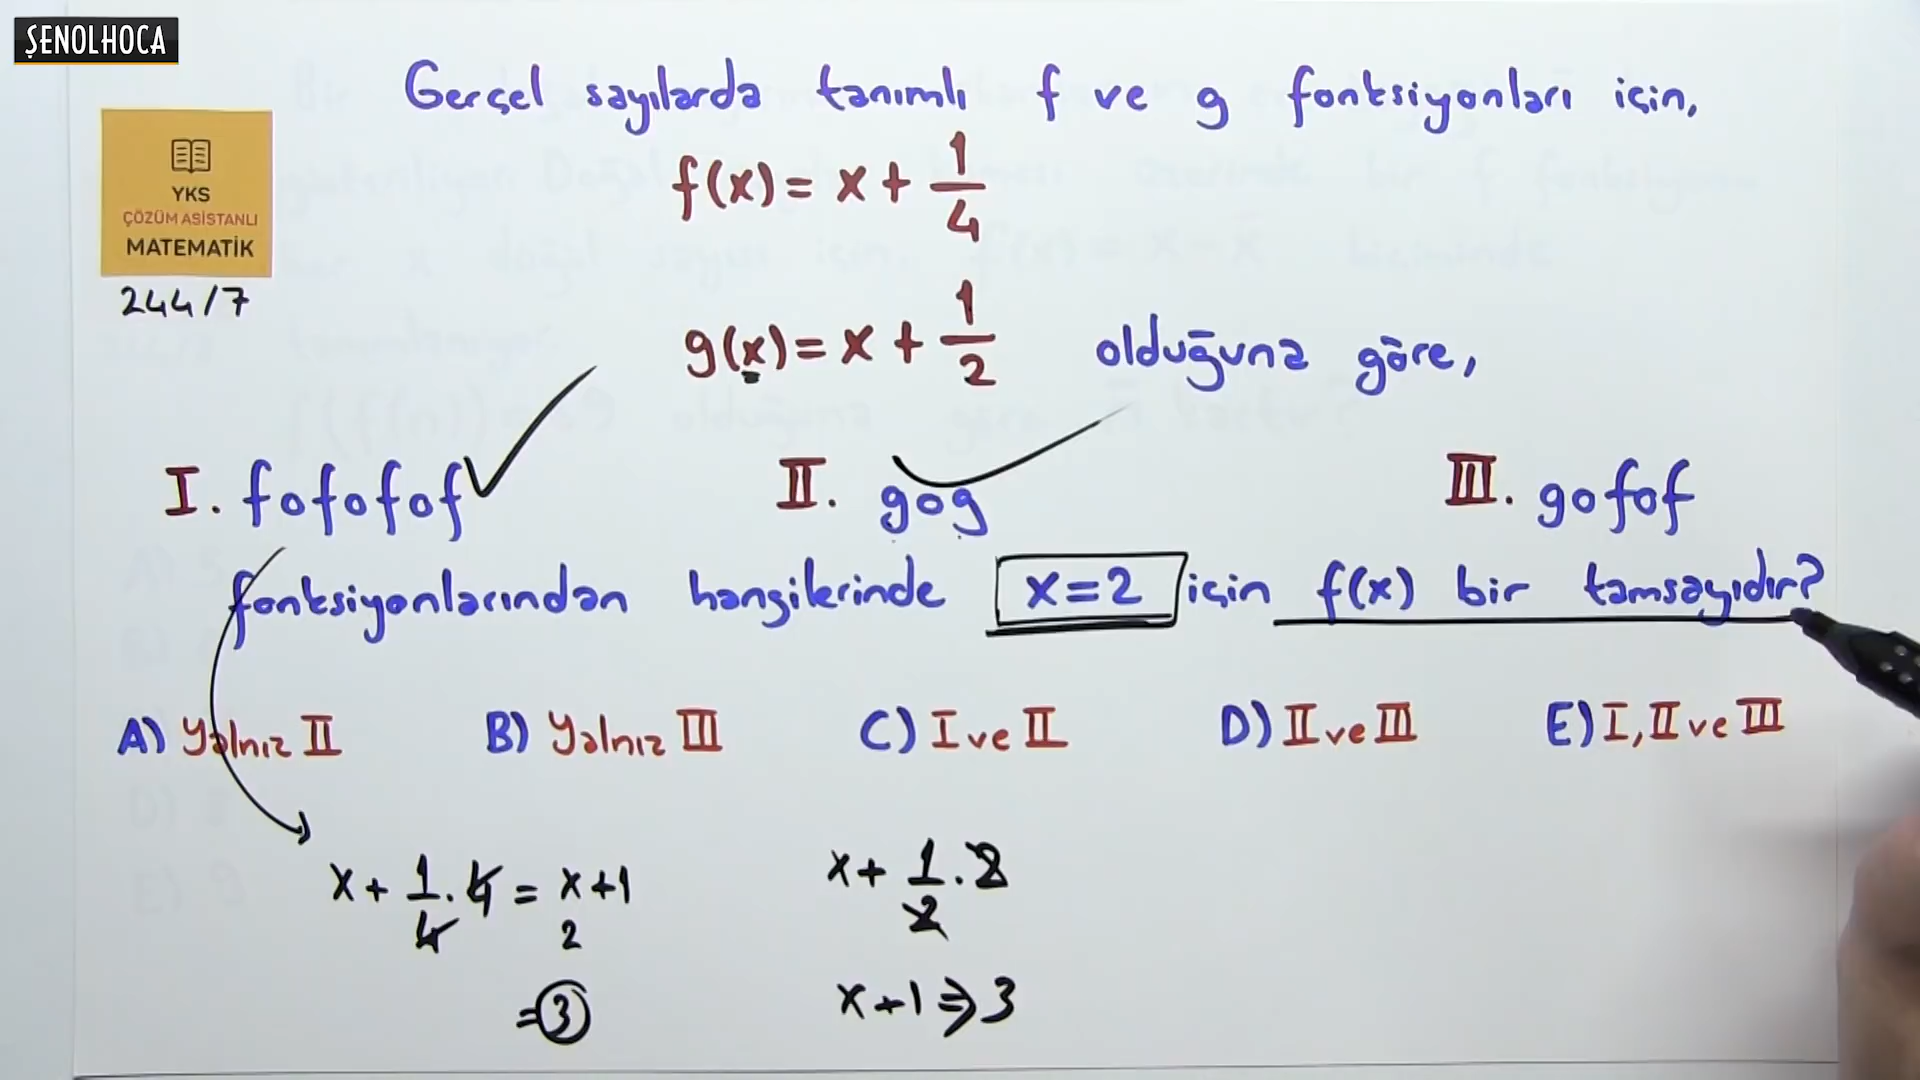 ŞENOLHOCA
Gerçel sayılarda tanımlı f ve g fonksiyonları için,
YKS
ÇÖZÜM ASİSTANLI
MATEMATİK
244/7
f(x) = x + 1/4
g(x) = x + 1/2 olduğuna göre,
I. fofofof II. gog III. gofof
fonksiyonlarından hangilerinde x=2 için f(x) bir tamsayıdır?
A) Yalnız II B) Yalnız III C) I ve II D) II ve III E) I, II ve III
x + 1/4 . 4 = x+1 x + 1/2 . 2
2
= 3 x+1 ⇒ 3